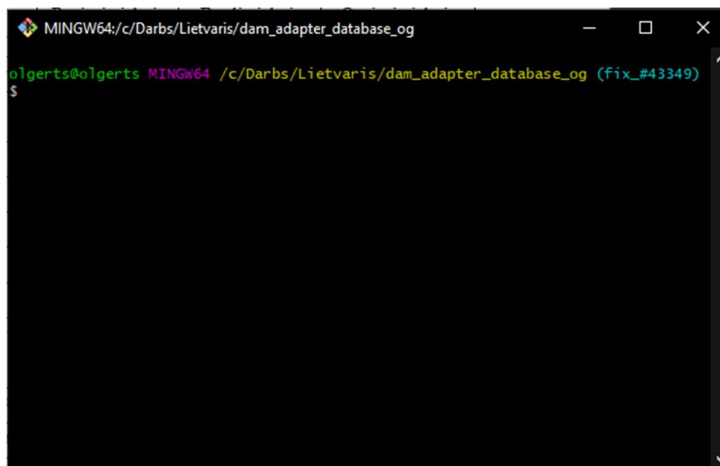 MINGW64:/c/Darbs/Lietvaris/dam_adapter_database_og
olgerts@olgerts MINGW64 /c/Darbs/Lietvaris/dam_adapter_database_og (fix_#43349)
$